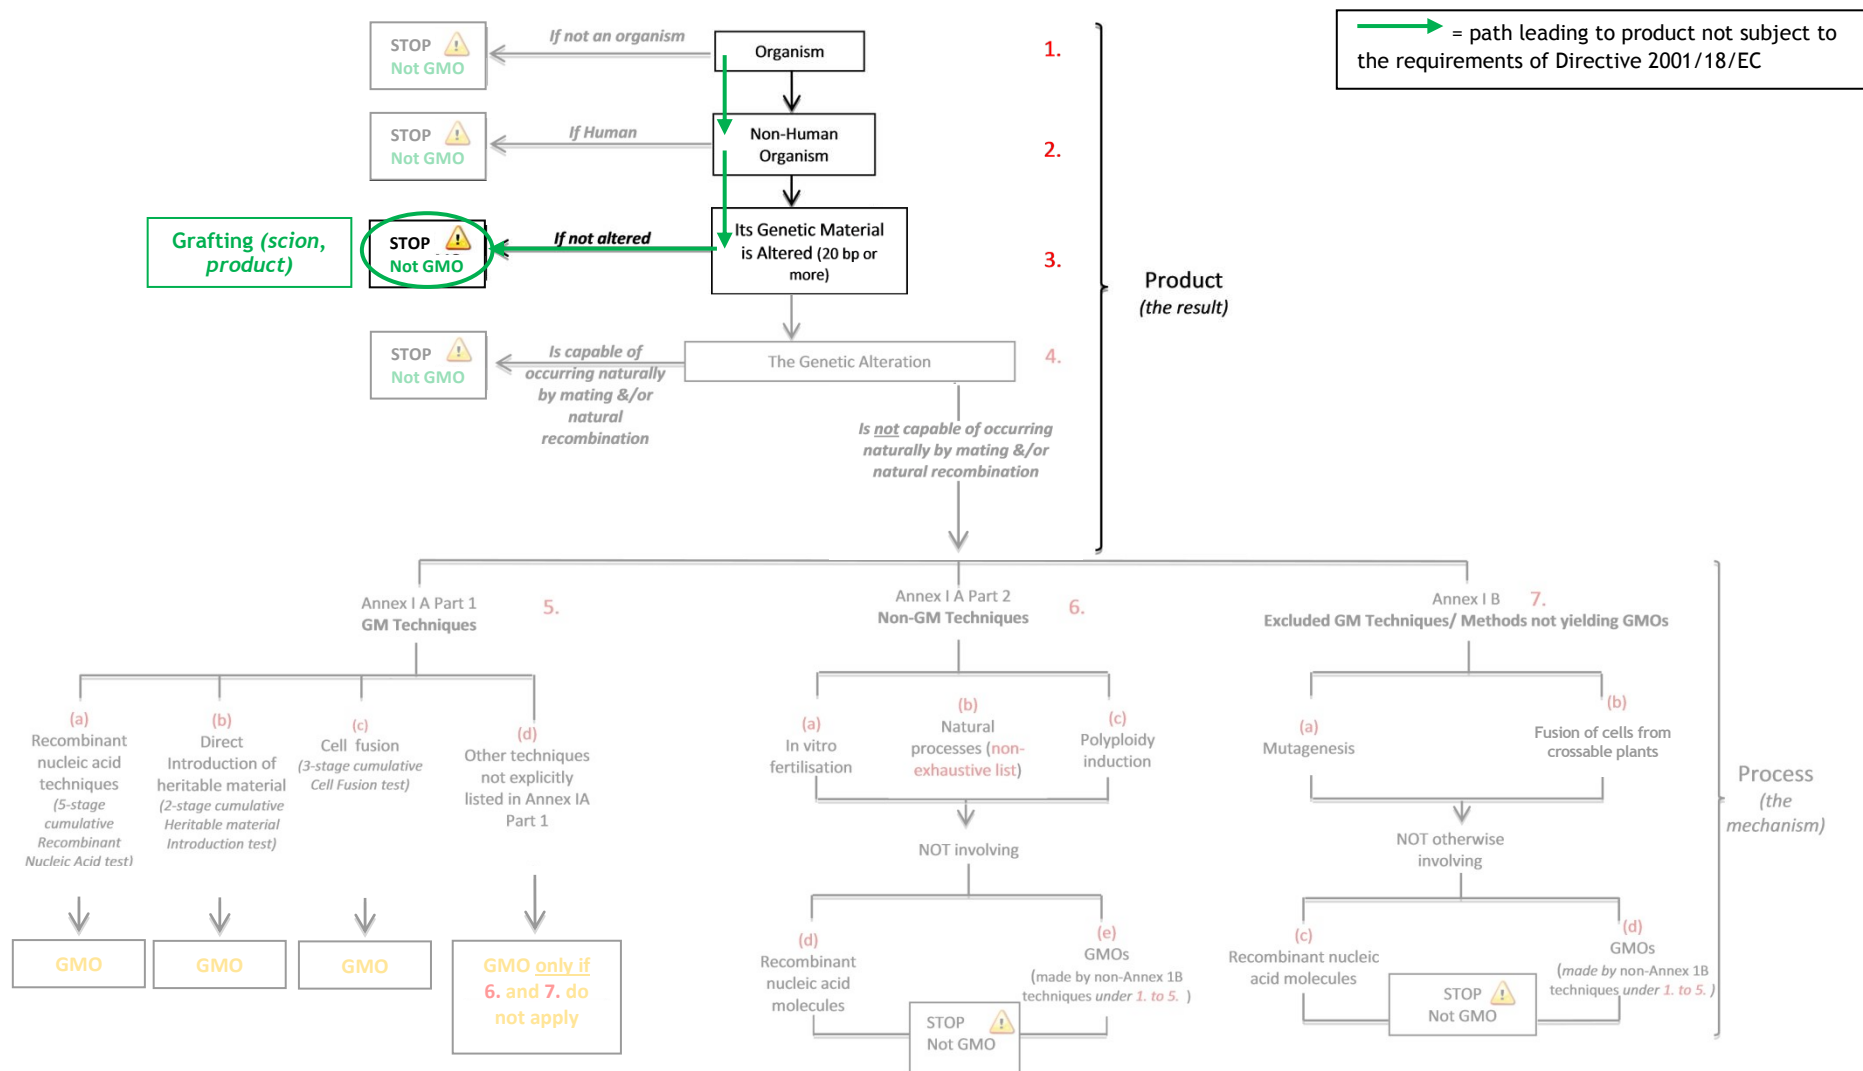 = path leading to product not subject to
the requirements of Directive 2001/18/EC
STOP
Not GMO
If not an organism
Organism
1.
STOP
Not GMO
If Human
Non-Human
Organism
2.
Grafting (scion,
product)
STOP
Not GMO
If not altered
Its Genetic Material
is Altered (20 bp or
more)
3.
Product
(the result)
STOP
Not GMO
Is capable of
occurring naturally
by mating &/or
natural
recombination
The Genetic Alteration
4.
Is not capable of occurring
naturally by mating &/or
natural recombination
Annex I A Part 1
GM Techniques
5.
Annex I A Part 2
Non-GM Techniques
6.
Annex I B
7.
Excluded GM Techniques/ Methods not yielding GMOs
(a)
Recombinant
nucleic acid
techniques
(5-stage
cumulative
Recombinant
Nucleic Acid test)
(b)
Direct
Introduction of
heritable material
(2-stage cumulative
Heritable material
Introduction test)
(c)
Cell fusion
(3-stage cumulative
Cell Fusion test)
(d)
Other techniques
not explicitly
listed in Annex IA
Part 1
GMO
GMO
GMO
GMO only if
6. and 7. do
not apply
(a)
In vitro
fertilisation
(b)
Natural
processes (non-
exhaustive list)
(c)
Polyploidy
induction
NOT involving
(d)
Recombinant
nucleic acid
molecules
(e)
GMOs
(made by non-Annex 1B
techniques under 1. to 5. )
STOP
Not GMO
(a)
Mutagenesis
(b)
Fusion of cells from
crossable plants
NOT otherwise
involving
(c)
Recombinant nucleic
acid molecules
(d)
GMOs
(made by non-Annex 1B
techniques under 1. to 5. )
STOP
Not GMO
Process
(the
mechanism)